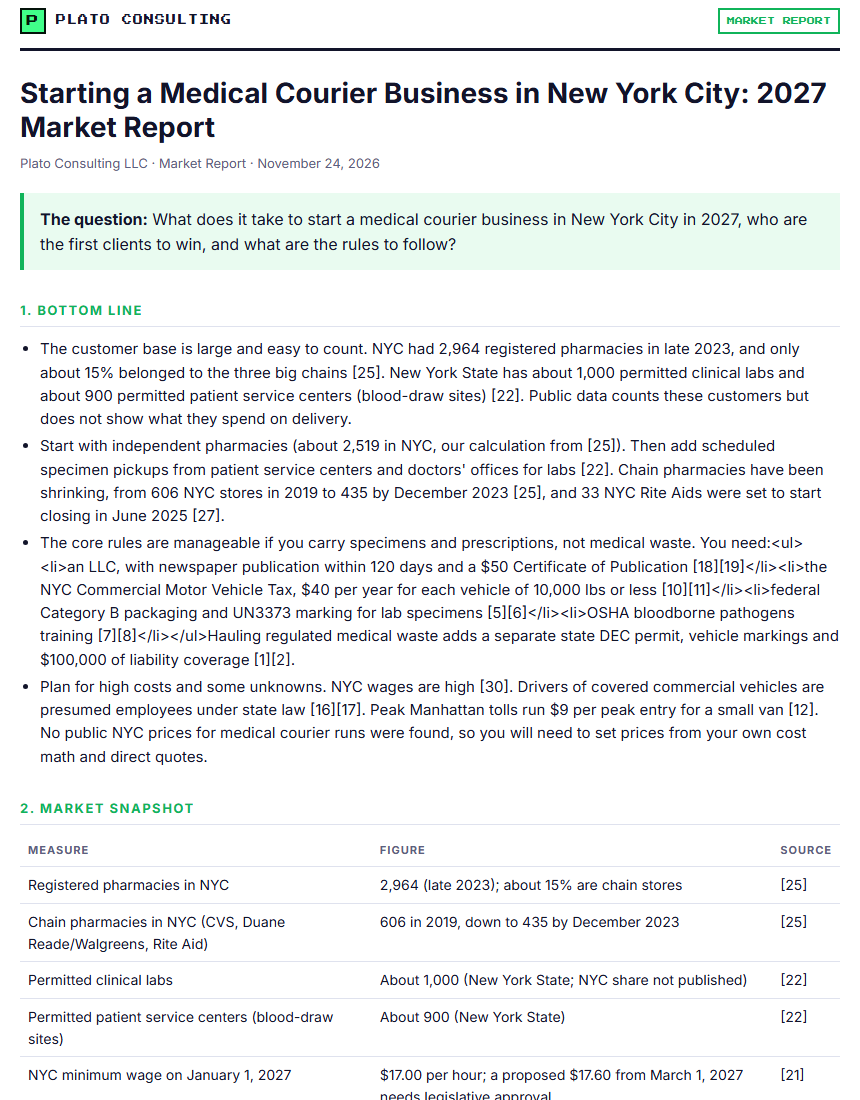 P PLATO CONSULTING
MARKET REPORT
Starting a Medical Courier Business in New York City: 2027
Market Report
Plato Consulting LLC · Market Report · November 24, 2026
The question: What does it take to start a medical courier business in New York City in 2027, who are
the first clients to win, and what are the rules to follow?
1. BOTTOM LINE
• The customer base is large and easy to count. NYC had 2,964 registered pharmacies in late 2023, and only
about 15% belonged to the three big chains [25]. New York State has about 1,000 permitted clinical labs and
about 900 permitted patient service centers (blood-draw sites) [22]. Public data counts these customers but
does not show what they spend on delivery.
• Start with independent pharmacies (about 2,519 in NYC, our calculation from [25]). Then add scheduled
specimen pickups from patient service centers and doctors' offices for labs [22]. Chain pharmacies have been
shrinking, from 606 NYC stores in 2019 to 435 by December 2023 [25], and 33 NYC Rite Aids were set to start
closing in June 2025 [27].
• The core rules are manageable if you carry specimens and prescriptions, not medical waste. You need:<ul>
<li>an LLC, with newspaper publication within 120 days and a $50 Certificate of Publication [18][19]</li><li>the
NYC Commercial Motor Vehicle Tax, $40 per year for each vehicle of 10,000 lbs or less [10][11]</li><li>federal
Category B packaging and UN3373 marking for lab specimens [5][6]</li><li>OSHA bloodborne pathogens
training [7][8]</li></ul>Hauling regulated medical waste adds a separate state DEC permit, vehicle markings and
$100,000 of liability coverage [1][2].
• Plan for high costs and some unknowns. NYC wages are high [30]. Drivers of covered commercial vehicles are
presumed employees under state law [16][17]. Peak Manhattan tolls run $9 per peak entry for a small van [12].
No public NYC prices for medical courier runs were found, so you will need to set prices from your own cost
math and direct quotes.
2. MARKET SNAPSHOT
MEASURE FIGURE SOURCE
Registered pharmacies in NYC 2,964 (late 2023); about 15% are chain stores [25]
Chain pharmacies in NYC (CVS, Duane 606 in 2019, down to 435 by December 2023 [25]
Reade/Walgreens, Rite Aid)
Permitted clinical labs About 1,000 (New York State; NYC share not published) [22]
Permitted patient service centers (blood-draw About 900 (New York State) [22]
sites)
NYC minimum wage on January 1, 2027 $17.00 per hour; a proposed $17.60 from March 1, 2027 [21]
needs legislative approval